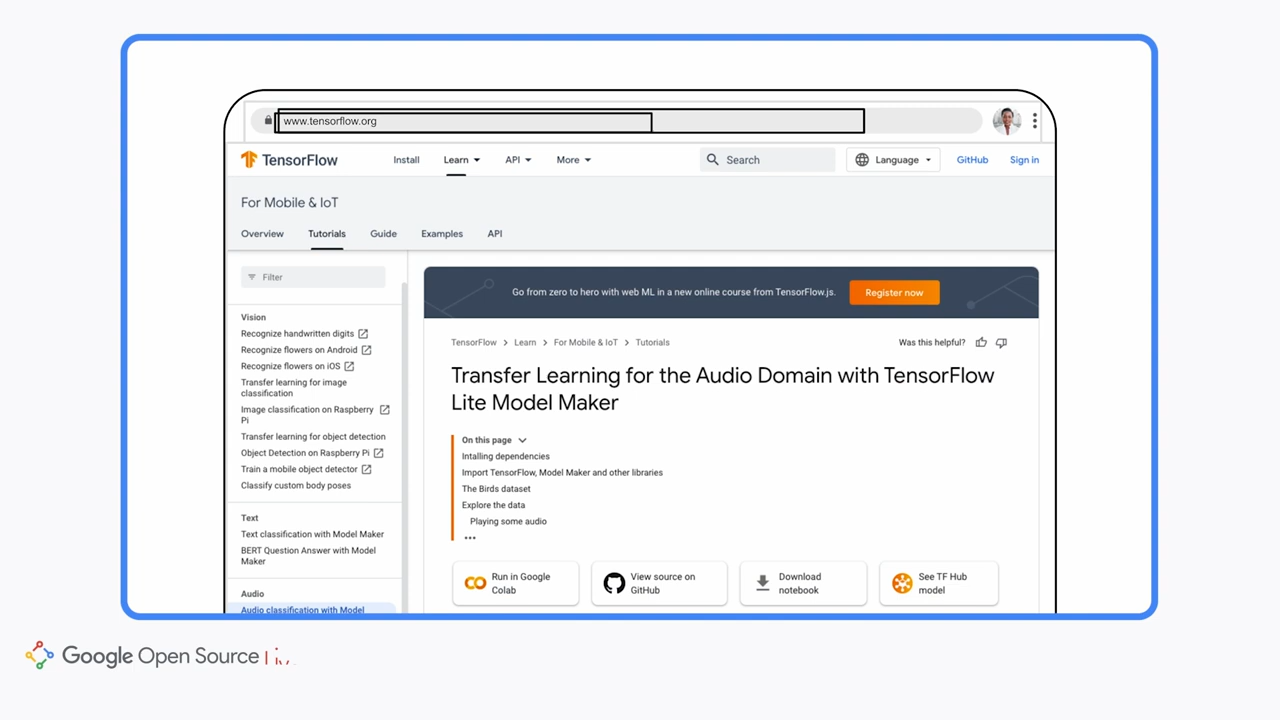 www.tensorflow.org
TensorFlow
Install
Learn
API
More
Search
Language
GitHub
Sign in
For Mobile & IoT
Overview
Tutorials
Guide
Examples
API
Filter
Go from zero to hero with web ML in a new online course from TensorFlow.js.
Register now
Vision
Recognize handwritten digits
Recognize flowers on Android
Recognize flowers on iOS
Transfer learning for image
classification
Image classification on Raspberry
Pi
Transfer learning for object detection
Object Detection on Raspberry Pi
Train a mobile object detector
Classify custom body poses
Text
Text classification with Model Maker
BERT Question Answer with Model
Maker
Audio
Audio classification with Model
TensorFlow > Learn > For Mobile & IoT > Tutorials
Was this helpful?
Transfer Learning for the Audio Domain with TensorFlow
Lite Model Maker
On this page
Intalling dependencies
Import TensorFlow, Model Maker and other libraries
The Birds dataset
Explore the data
Playing some audio
•••
Run in Google
Colab
View source on
GitHub
Download
notebook
See TF Hub
model
Google Open Source